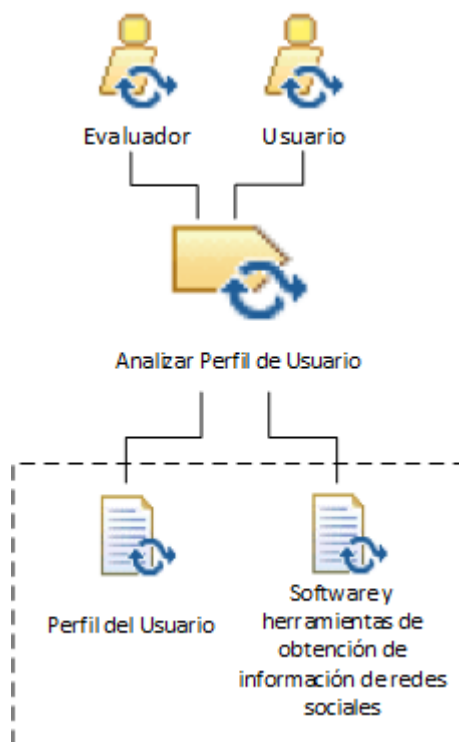 Evaluador Usuario
Analizar Perfil de Usuario
Perfil del Usuario
Software y
herramientas de
obtención de
información de redes
sociales